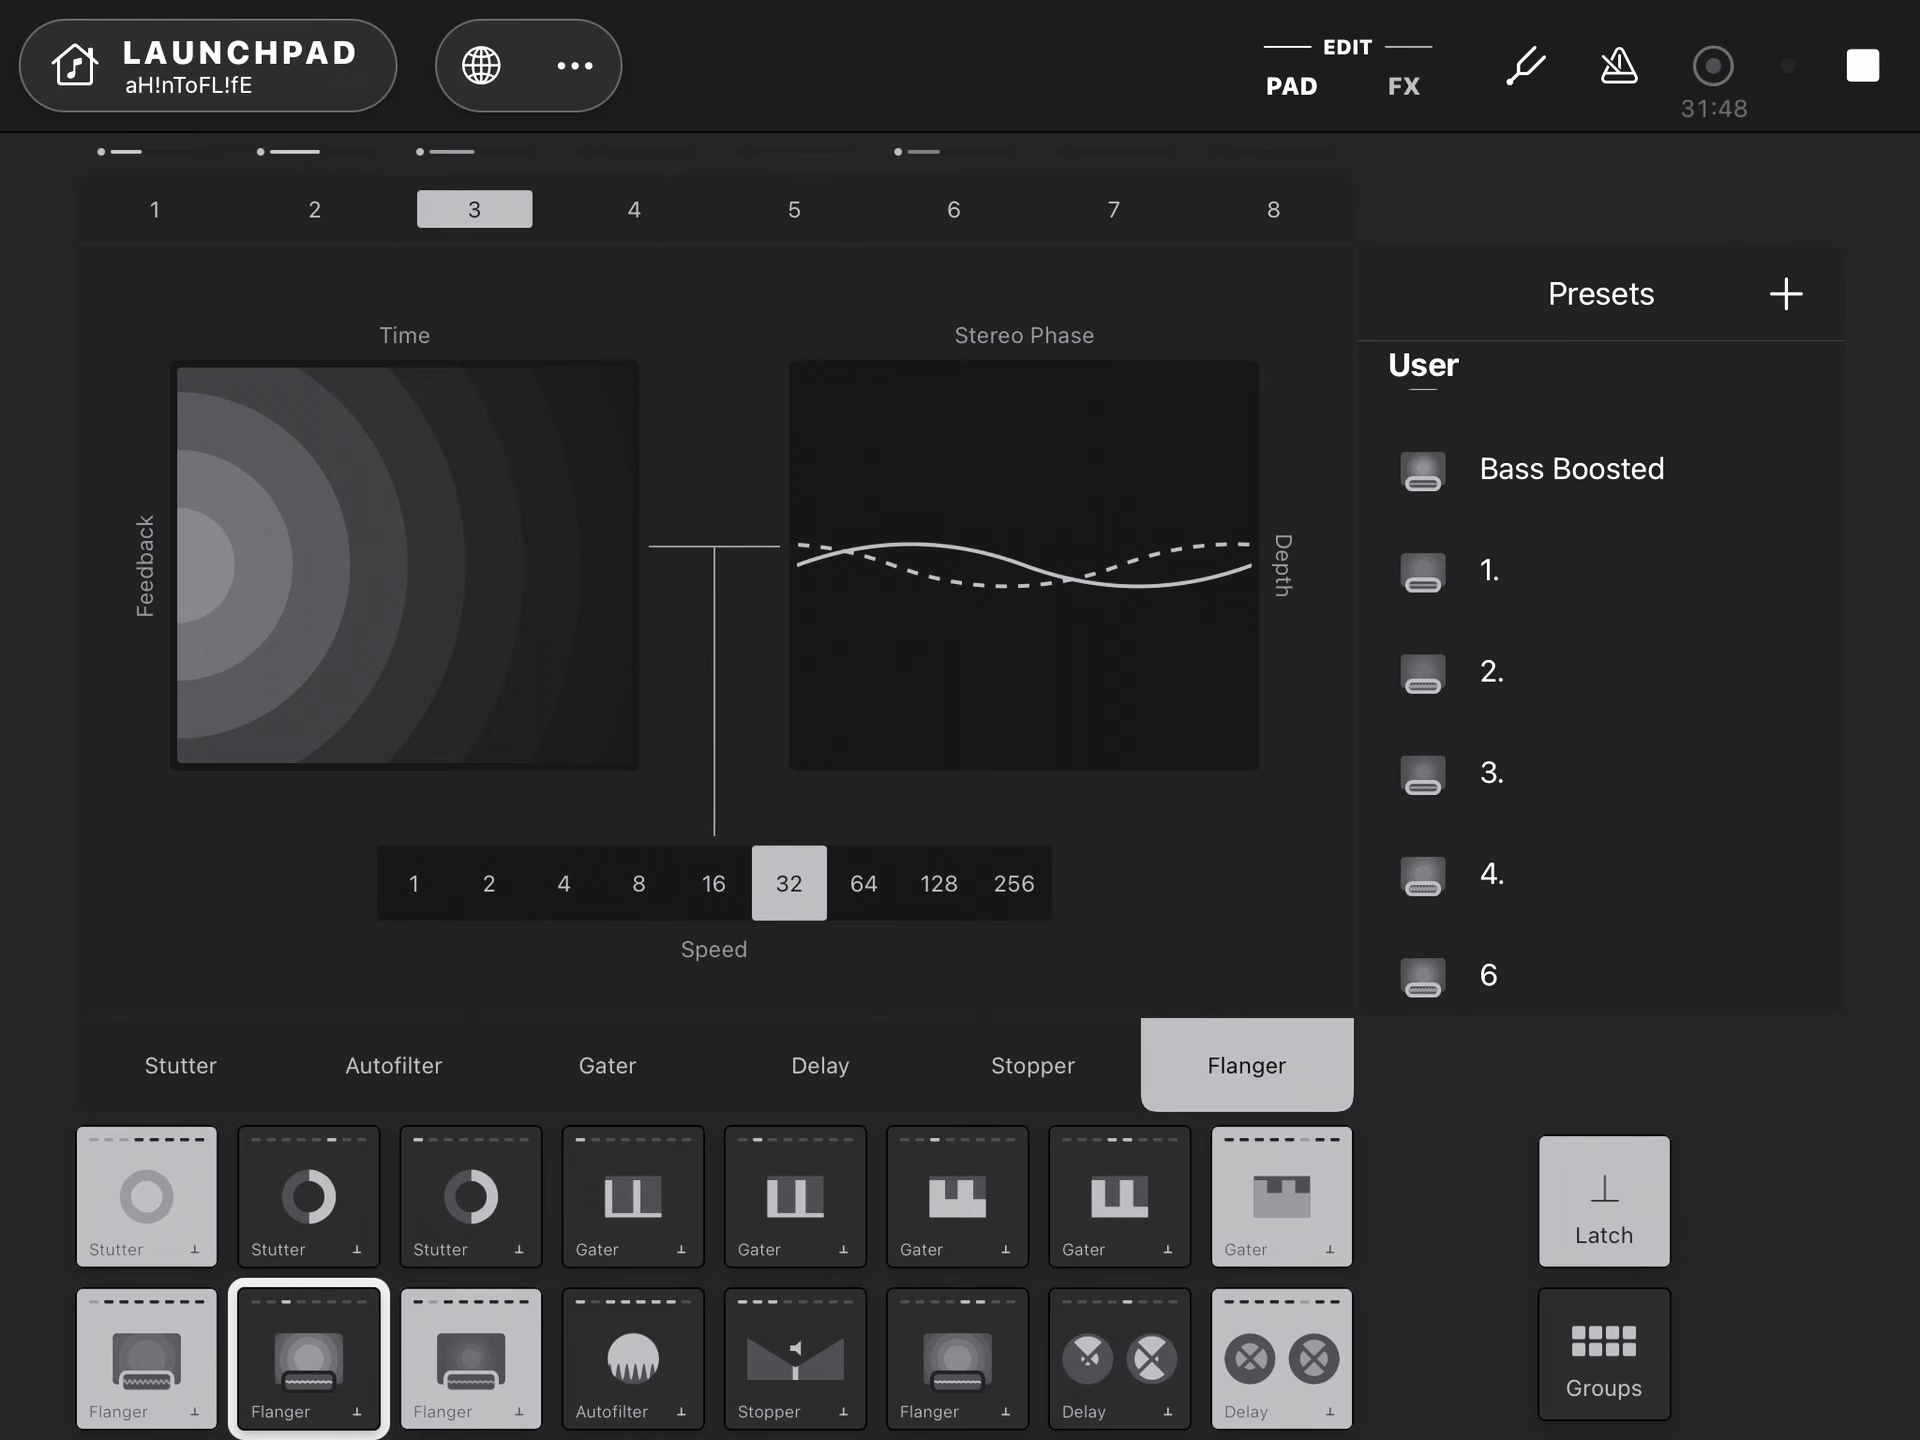 LAUNCHPAD
aH!nToFL!fE
EDIT
PAD FX
31:48
1 2 3 4 5 6 7 8
Presets
Time
Stereo Phase
User
Feedback
Depth
Bass Boosted
1.
2.
3.
4.
6
1 2 4 8 16 32 64 128 256
Speed
Stutter Autofilter Gater Delay Stopper Flanger
Stutter Stutter Stutter Gater Gater Gater Gater Gater
Latch
Flanger Flanger Flanger Autofilter Stopper Flanger Delay Delay
Groups